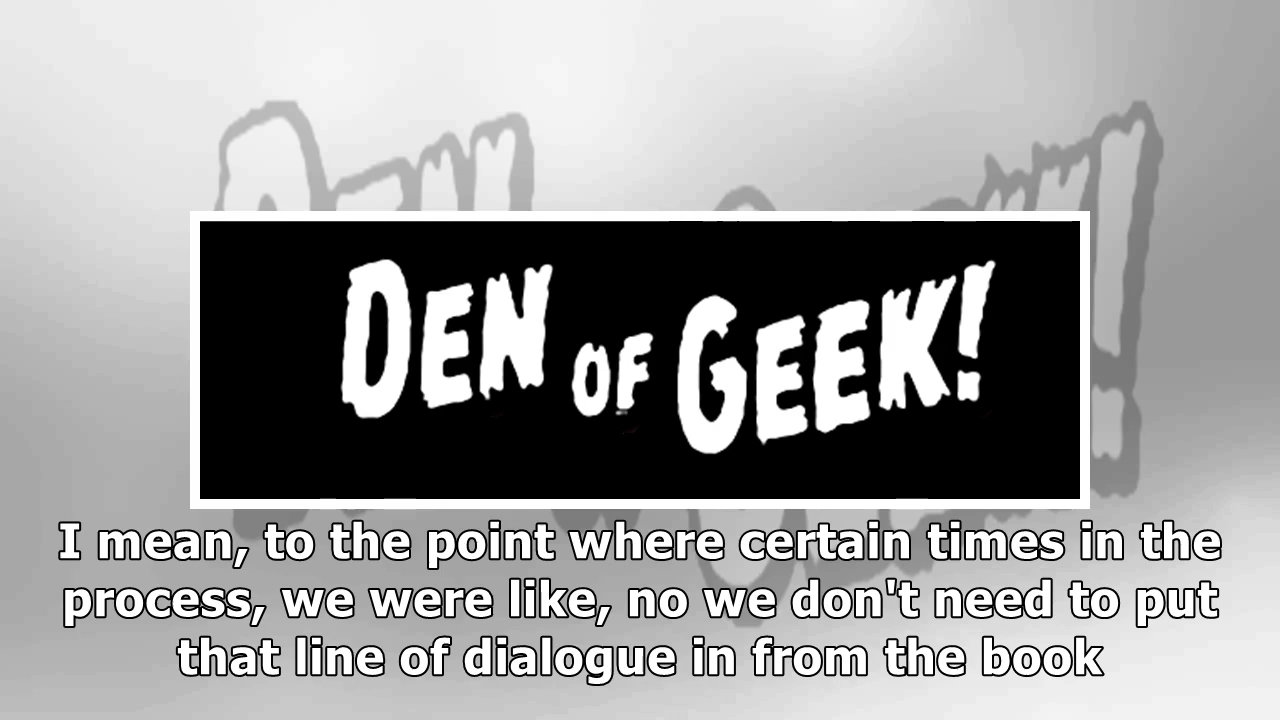 DEN OF GEEK!
I mean, to the point where certain times in the
process, we were like, no we don't need to put
that line of dialogue in from the book